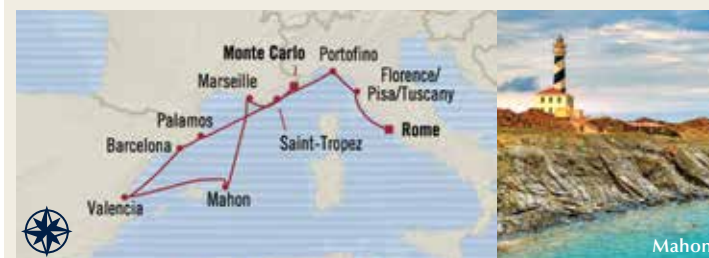 Monte Carlo
Portofino
Marseille
Florence/
Pisa/Tuscany
Palamos
Barcelona
Saint-Tropez
Rome
Valencia
Mahon
Mahon